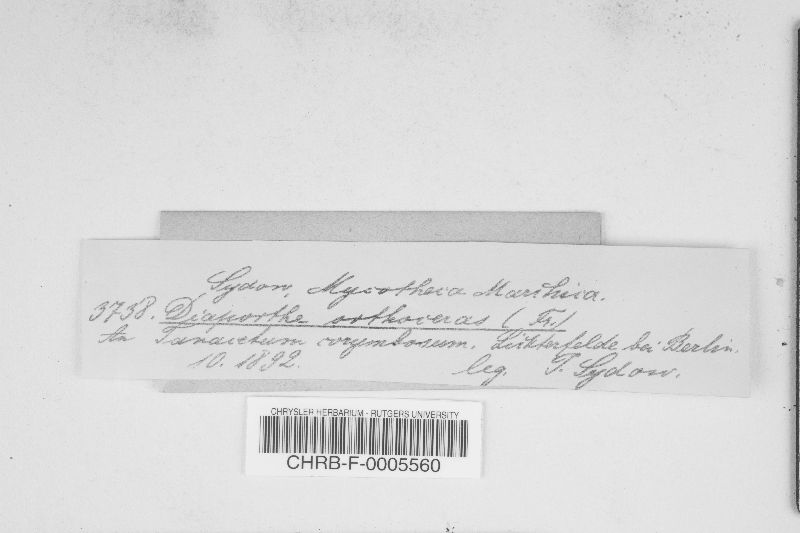 Sydow, Mycotheca Marchica.
3738. Diaporthe orthoceras (Fr.)
An Tanacetum corymbosum. Lichterfelde bei Berlin.
10. 1892. leg. P. Sydow.
CHRYSLER HERBARIUM - RUTGERS UNIVERSITY
CHRB-F-0005560